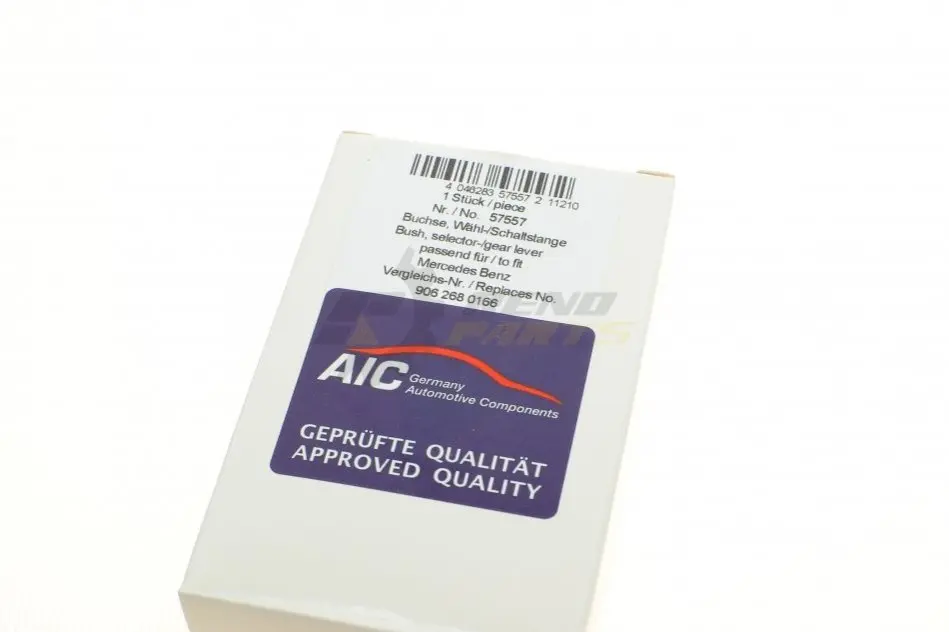 4 046283 57557 2 11210
1 Stück / piece
Nr. / No. 57557
Buchse, Wähl-/Schaltstange
Bush, selector-/gear lever
passend für / to fit
Mercedes Benz
Vergleichs-Nr. / Replaces No.
906 268 0166
AIC Germany
Automotive Components
GEPRÜFTE QUALITÄT
APPROVED QUALITY
PARTS